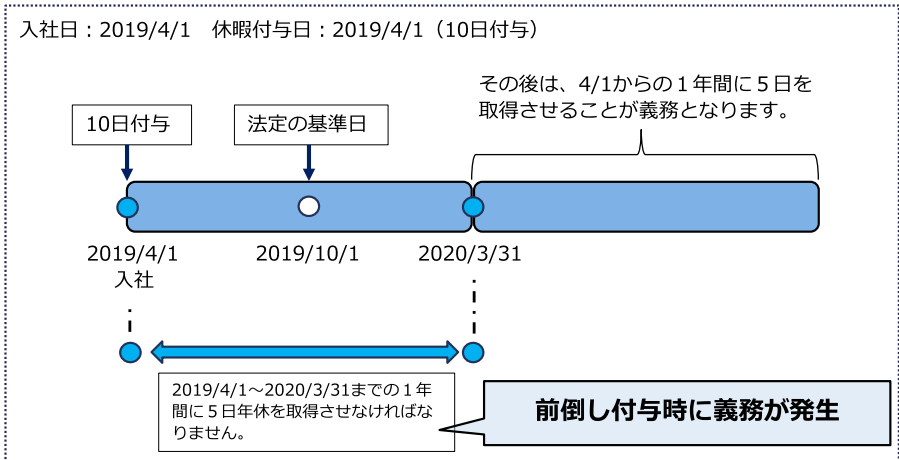 入社日：2019/4/1　休暇付与日：2019/4/1（10日付与）
その後は、4/1からの１年間に５日を
取得させることが義務となります。
10日付与
法定の基準日
2019/4/1
入社
2019/10/1
2020/3/31
2019/4/1～2020/3/31までの１年
間に５日年休を取得させなければな
りません。
前倒し付与時に義務が発生